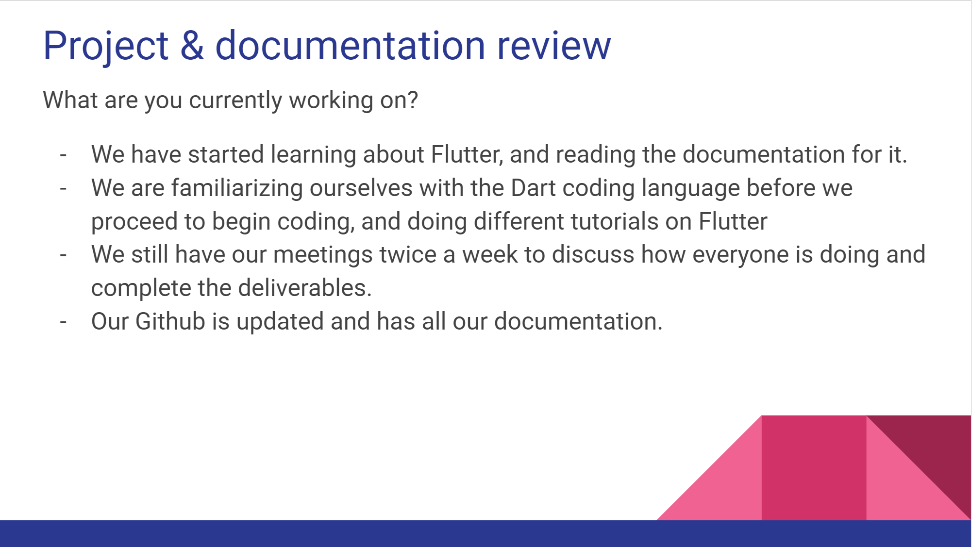 Project & documentation review
What are you currently working on?
- We have started learning about Flutter, and reading the documentation for it.
- We are familiarizing ourselves with the Dart coding language before we
proceed to begin coding, and doing different tutorials on Flutter
- We still have our meetings twice a week to discuss how everyone is doing and
complete the deliverables.
- Our Github is updated and has all our documentation.